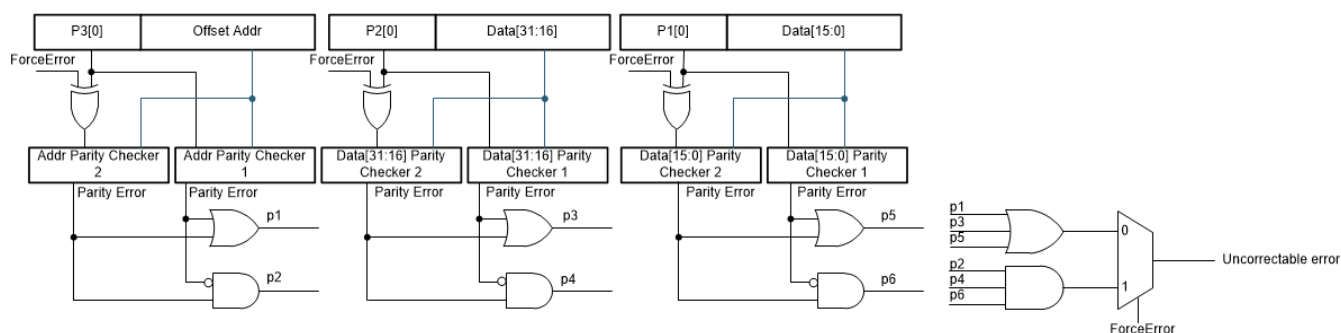 P3[0] Offset Addr P2[0] Data[31:16] P1[0] Data[15:0]
ForceError ForceError ForceError
Addr Parity Checker 2
Addr Parity Checker 1
Data[31:16] Parity Checker 2
Data[31:16] Parity Checker 1
Data[15:0] Parity Checker 2
Data[15:0] Parity Checker 1
Parity Error Parity Error Parity Error Parity Error Parity Error Parity Error
p1 p3 p5
p2 p4 p6
p1
p3
p5
0
p2
p4
p6
1
Uncorrectable error
ForceError